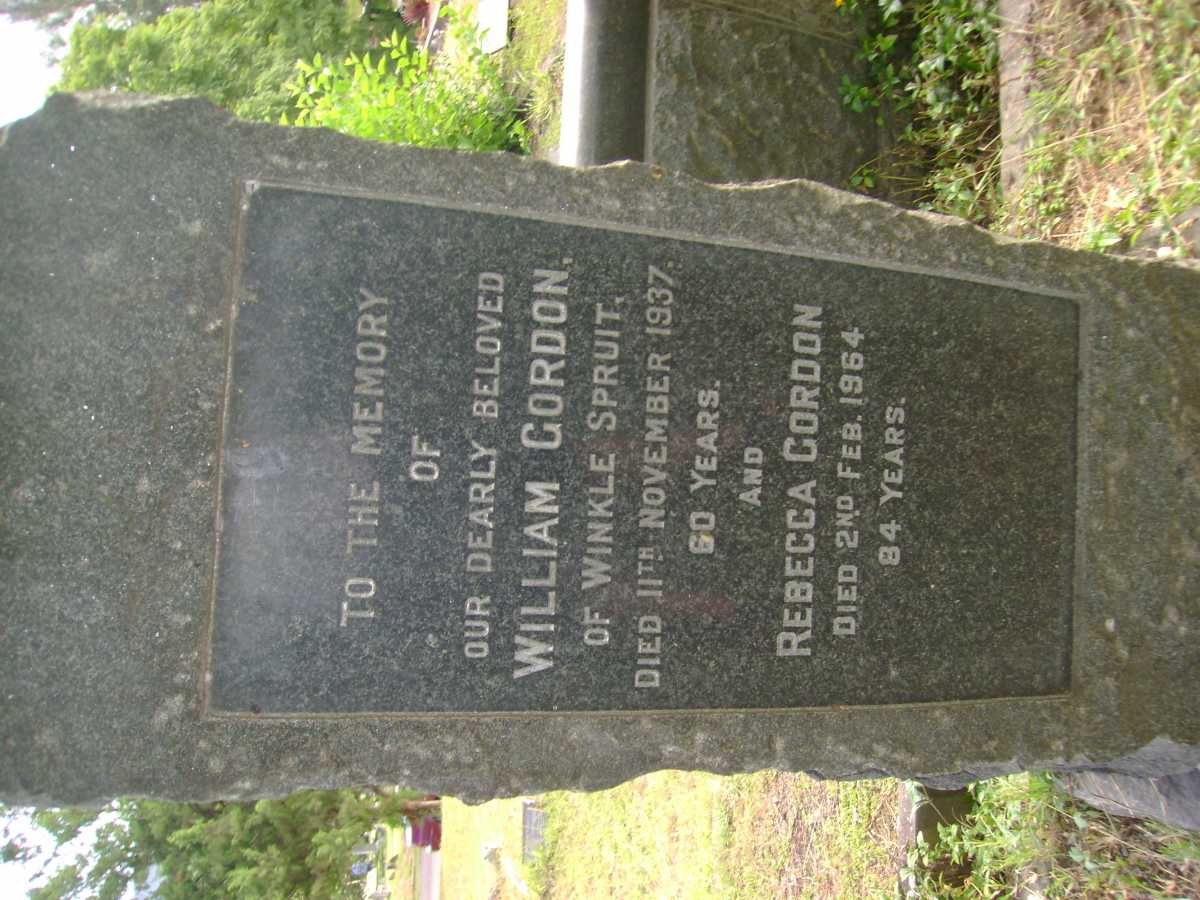 TO THE MEMORY
OF
OUR DEARLY BELOVED
WILLIAM GORDON.
OF WINKLE SPRUIT.
DIED 11TH NOVEMBER 1937.
60 YEARS.
AND
REBECCA GORDON
DIED 2ND FEB. 1964
84 YEARS.